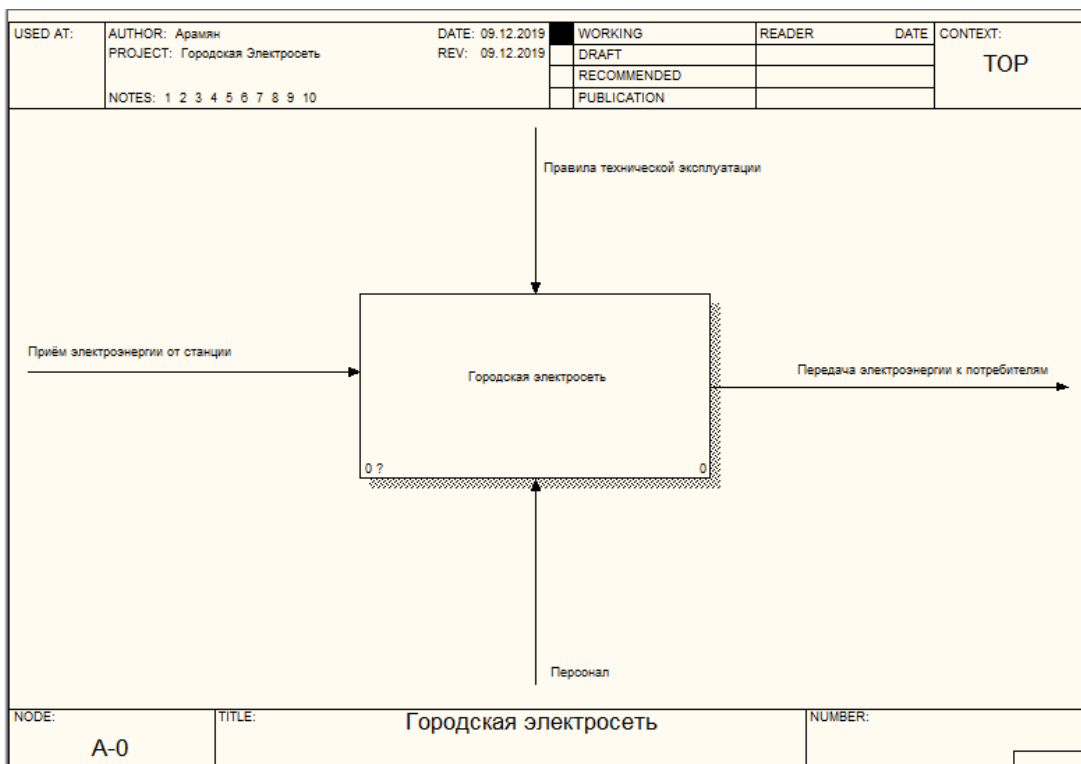 USED AT:
AUTHOR: Арамян
DATE: 09.12.2019
WORKING
READER
DATE
CONTEXT:
PROJECT: Городская Электросеть
REV: 09.12.2019
DRAFT
TOP
RECOMMENDED
NOTES: 1 2 3 4 5 6 7 8 9 10
PUBLICATION
Правила технической эксплуатации
Приём электроэнергии от станции
Городская электросеть
Передача электроэнергии к потребителям
0 ?
0
Персонал
NODE:
TITLE:
Городская электросеть
NUMBER:
A-0